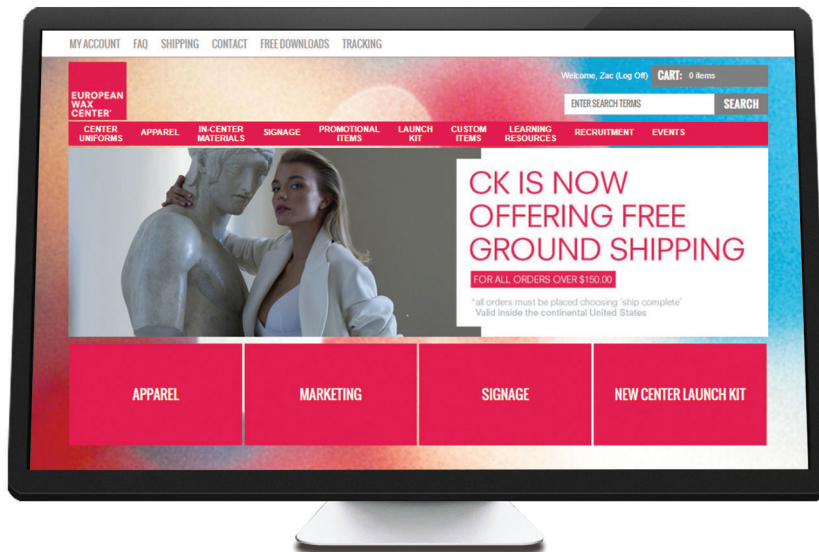 MY ACCOUNT FAQ SHIPPING CONTACT FREE DOWNLOADS TRACKING
EUROPEAN
WAX
CENTER®
Welcome, Zac (Log Off) CART: 0 items
ENTER SEARCH TERMS SEARCH
CENTER
UNIFORMS
APPAREL
IN-CENTER
MATERIALS
SIGNAGE
PROMOTIONAL
ITEMS
LAUNCH
KIT
CUSTOM
ITEMS
LEARNING
RESOURCES
RECRUITMENT
EVENTS
CK IS NOW
OFFERING FREE
GROUND SHIPPING
FOR ALL ORDERS OVER $150.00
*all orders must be placed choosing 'ship complete'
Valid inside the continental United States
APPAREL MARKETING SIGNAGE NEW CENTER LAUNCH KIT